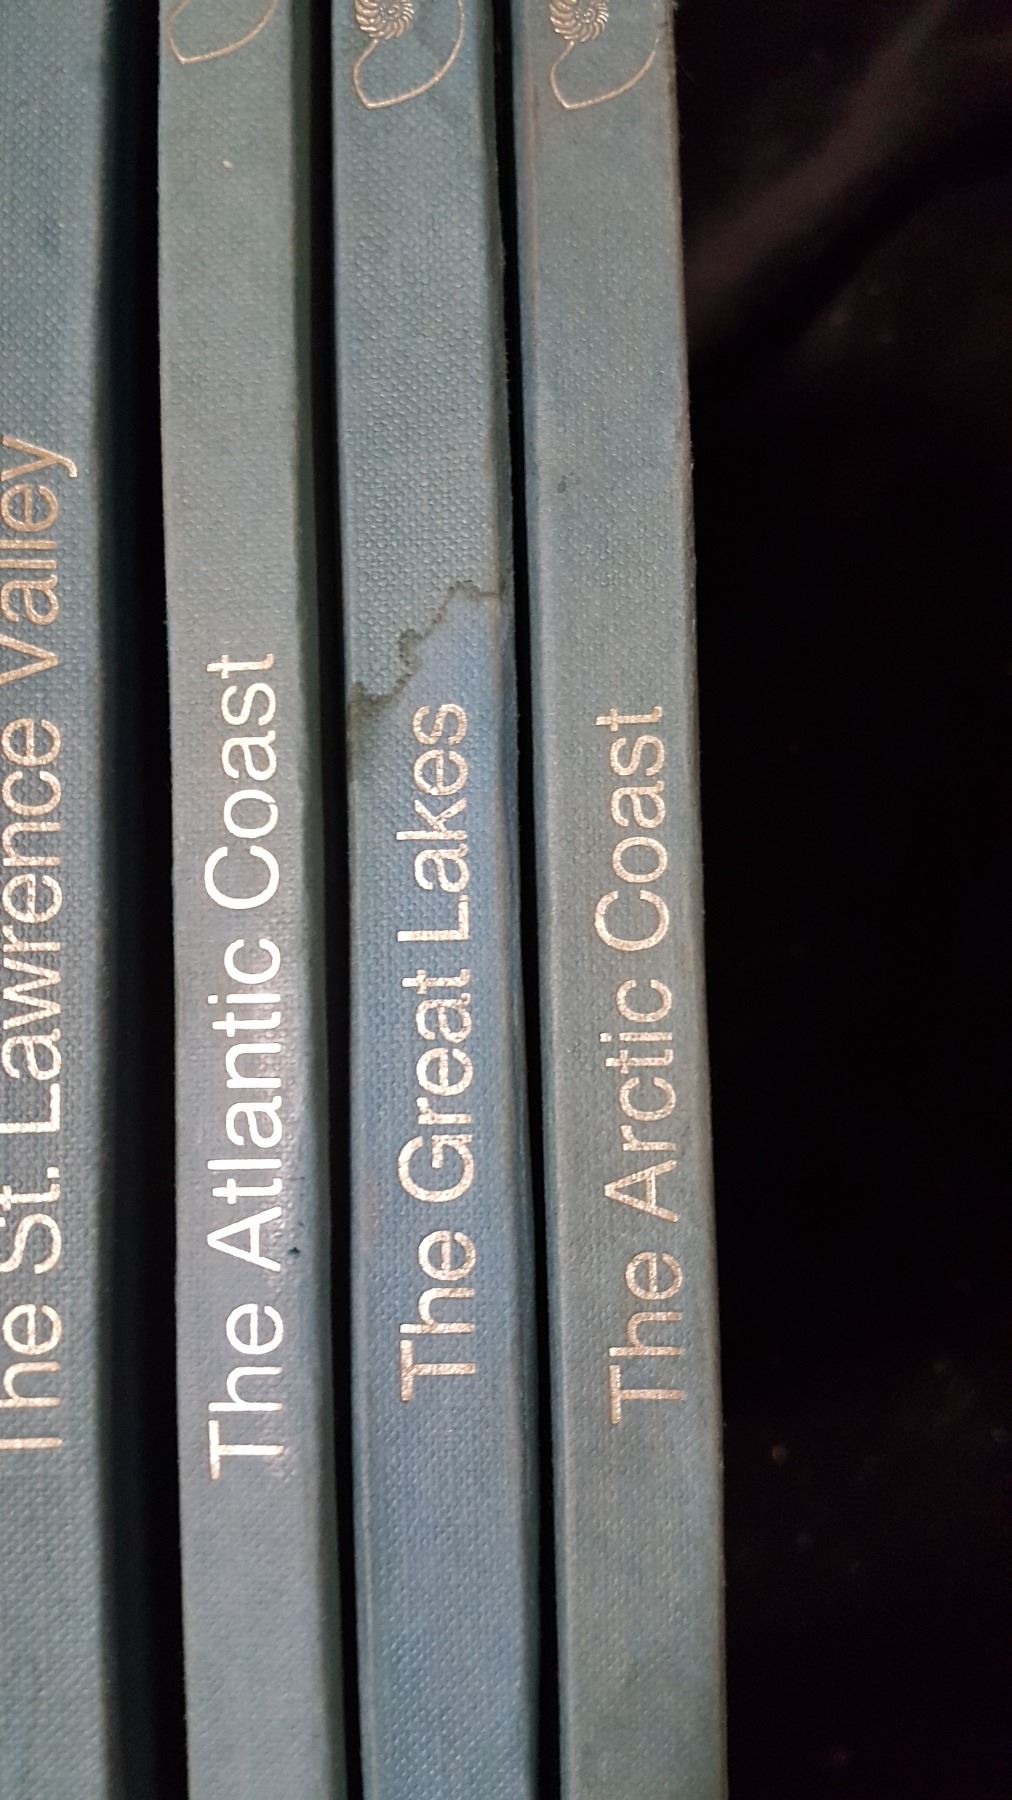 The St. Lawrence Valley
The Atlantic Coast
The Great Lakes
The Arctic Coast